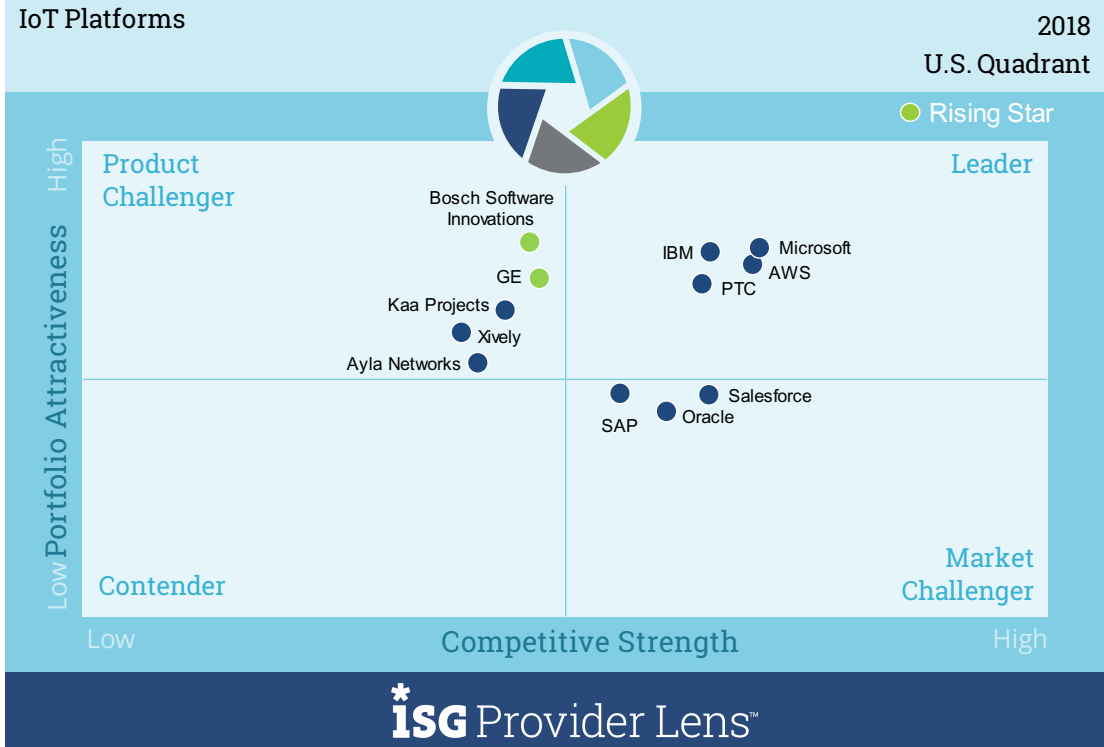 IoT Platforms
2018
U.S. Quadrant
Rising Star
High
Product
Challenger
Leader
Bosch Software
Innovations
IBM
Microsoft
AWS
GE
PTC
Kaa Projects
Xively
Ayla Networks
Portfolio Attractiveness
Salesforce
Oracle
SAP
Low
Contender
Market
Challenger
Low
Competitive Strength
High
*ISG Provider Lens™